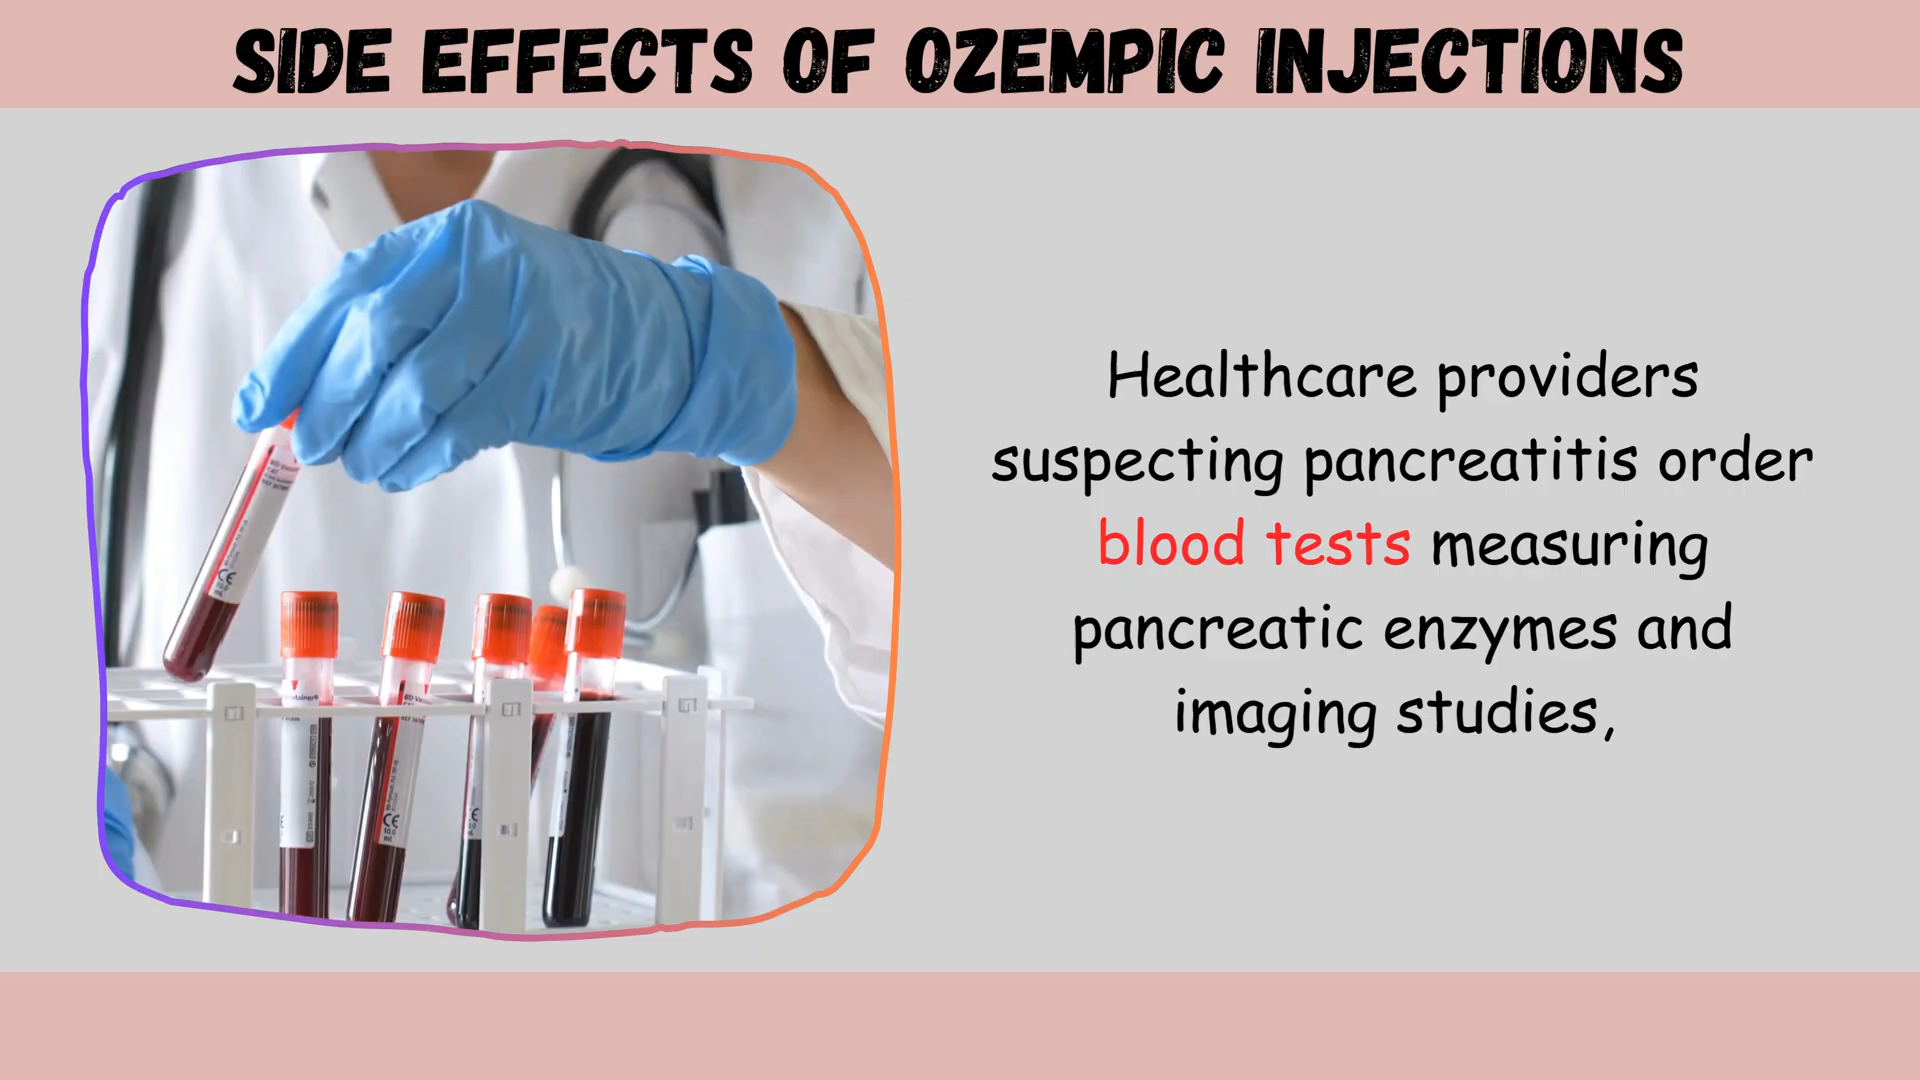 SIDE EFFECTS OF OZEMPIC INJECTIONS
Healthcare providers
suspecting pancreatitis order
blood tests measuring
pancreatic enzymes and
imaging studies,